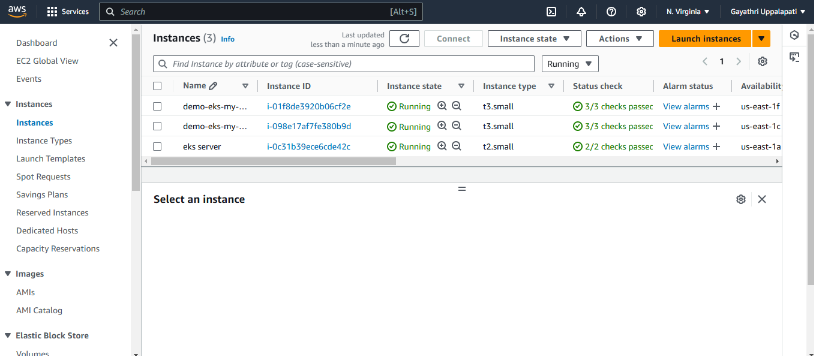 aws
Services
Search
[Alt+S]
N. Virginia
Gayathri Uppalapati
Dashboard
EC2 Global View
Events
Instances
Instances
Instance Types
Launch Templates
Spot Requests
Savings Plans
Reserved Instances
Dedicated Hosts
Capacity Reservations
Images
AMIs
AMI Catalog
Elastic Block Store
Volumes
Instances (3) Info
Last updated
less than a minute ago
Connect
Instance state
Actions
Launch instances
Find Instance by attribute or tag (case-sensitive)
Running
1
Name Instance ID Instance state Instance type Status check Alarm status Availability
demo-eks-my-... i-01f8de3920b06cf2e Running t3.small 3/3 checks passed View alarms + us-east-1f
demo-eks-my-... i-098e17af7fe380b9d Running t3.small 3/3 checks passed View alarms + us-east-1c
eks server i-0c31b39ece6cde42c Running t2.small 2/2 checks passed View alarms + us-east-1a
Select an instance